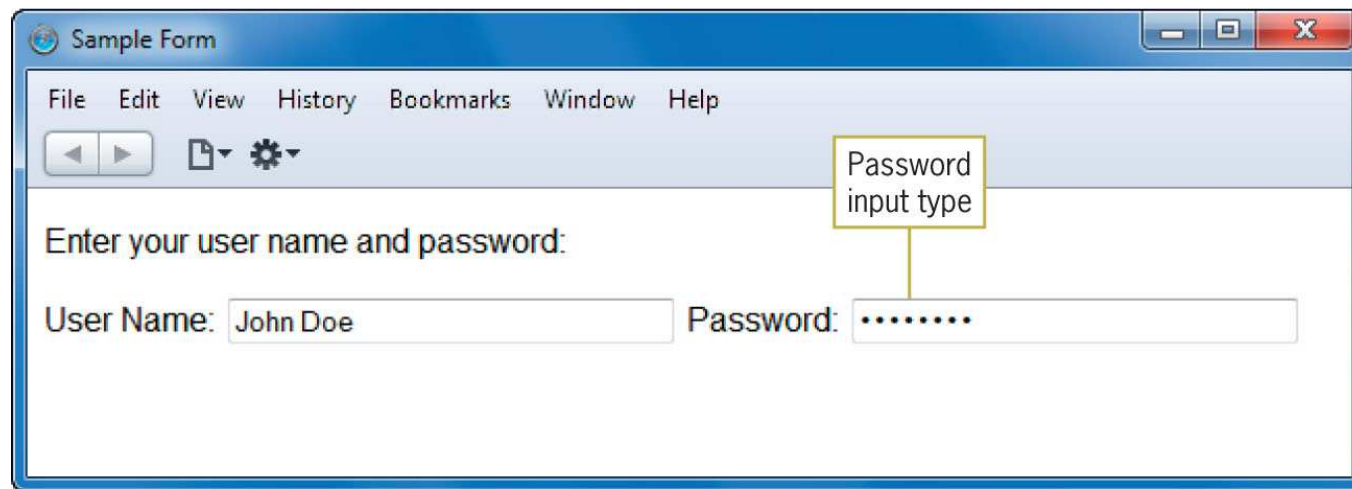 Sample Form
File Edit View History Bookmarks Window Help
Password
input type
Enter your user name and password:
User Name: John Doe Password: ••••••••